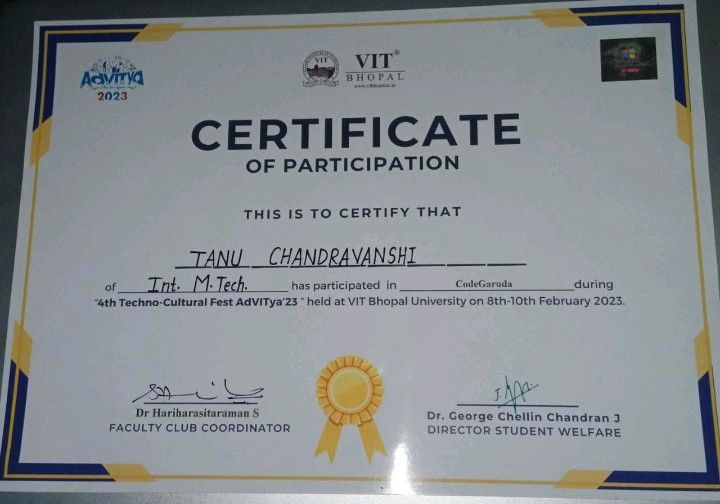 AdVITya
2023
VIT
VIT
BHOPAL
www.vitbhopal.ac.in
CERTIFICATE
OF PARTICIPATION
THIS IS TO CERTIFY THAT
TANU CHANDRAVANSHI
of Int. M.Tech. has participated in CodeGaruda during
"4th Techno-Cultural Fest AdVITya'23 " held at VIT Bhopal University on 8th-10th February 2023.
Dr Hariharasitaraman S
FACULTY CLUB COORDINATOR
Dr. George Chellin Chandran J
DIRECTOR STUDENT WELFARE